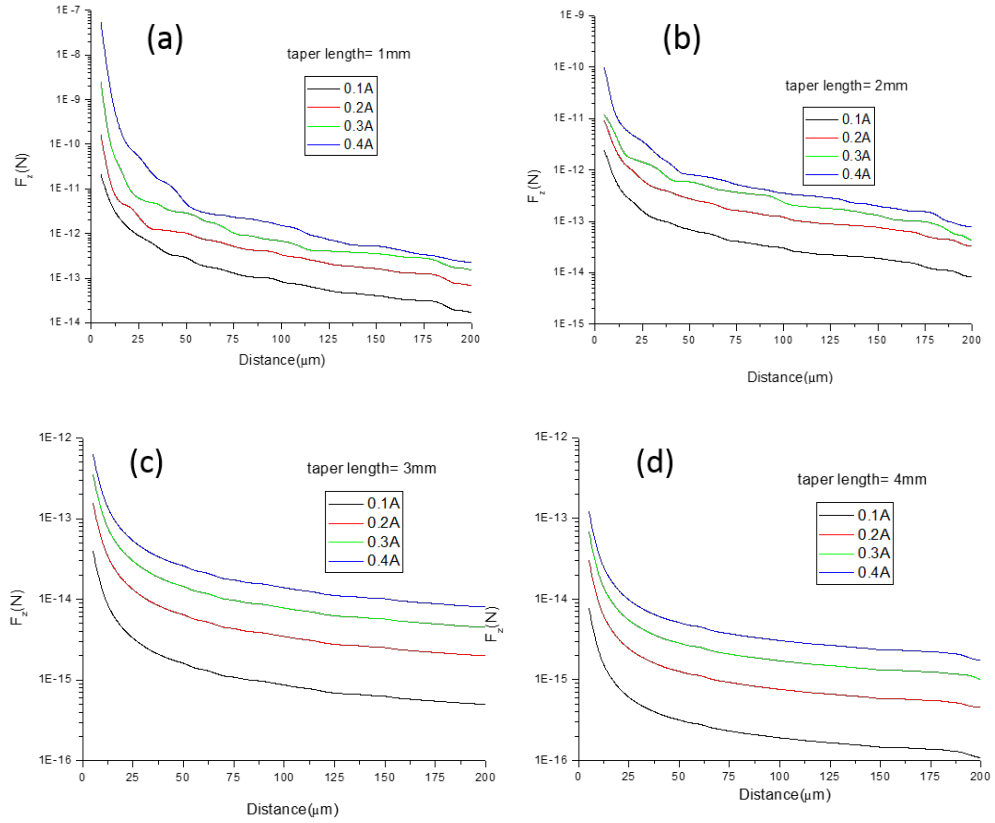 (a)
taper length= 1mm
0.1A
0.2A
0.3A
0.4A
1E-7
1E-8
1E-9
1E-10
1E-11
1E-12
1E-13
1E-14
F_z(N)
0 25 50 75 100 125 150 175 200
Distance(μm)
(b)
taper length= 2mm
0.1A
0.2A
0.3A
0.4A
1E-9
1E-10
1E-11
1E-12
1E-13
1E-14
1E-15
F_z(N)
0 25 50 75 100 125 150 175 200
Distance(μm)
(c)
taper length= 3mm
0.1A
0.2A
0.3A
0.4A
1E-12
1E-13
1E-14
1E-15
1E-16
F_z(N)
0 25 50 75 100 125 150 175 200
Distance(μm)
(d)
taper length= 4mm
0.1A
0.2A
0.3A
0.4A
1E-12
1E-13
1E-14
1E-15
1E-16
F_z(N)
0 25 50 75 100 125 150 175 200
Distance(μm)